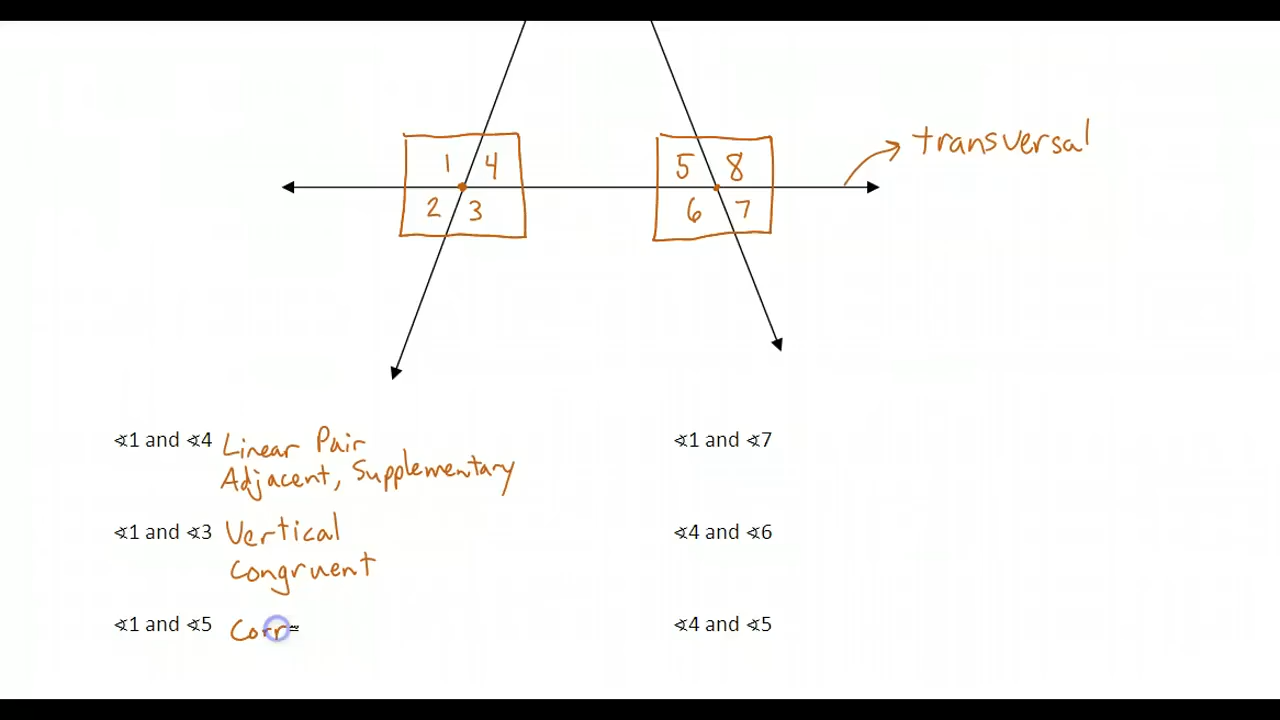 transversal
1 4 5 8
2 3 6 7
∢1 and ∢4 Linear Pair
Adjacent, Supplementary
∢1 and ∢7
∢1 and ∢3 Vertical
Congruent
∢4 and ∢6
∢1 and ∢5 Corr
∢4 and ∢5